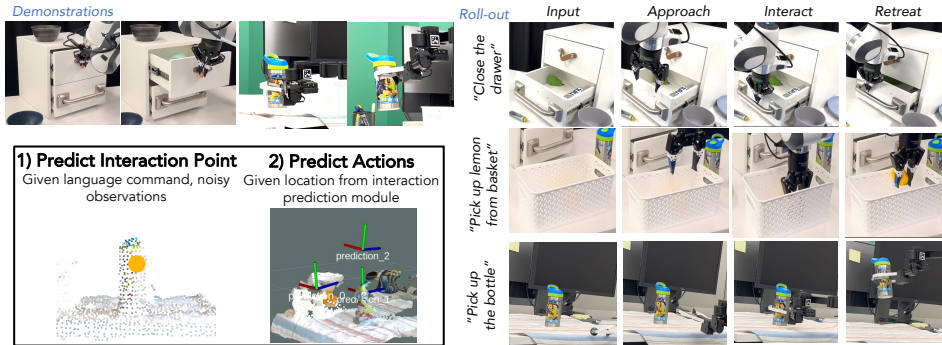 Demonstrations
1) Predict Interaction Point
Given language command, noisy
observations
2) Predict Actions
Given location from interaction
prediction module
prediction_2
prediction_1
Roll-out
Input
Approach
Interact
Retreat
“Close the
drawer”
“Pick up lemon
from basket”
“Pick up
the bottle”